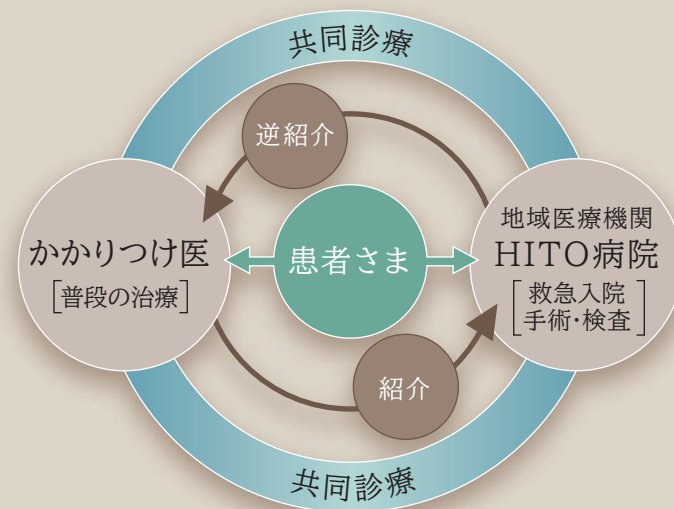 共同診療
逆紹介
かかりつけ医
[普段の治療]
患者さま
地域医療機関
HITO病院
[救急入院
手術・検査]
紹介
共同診療